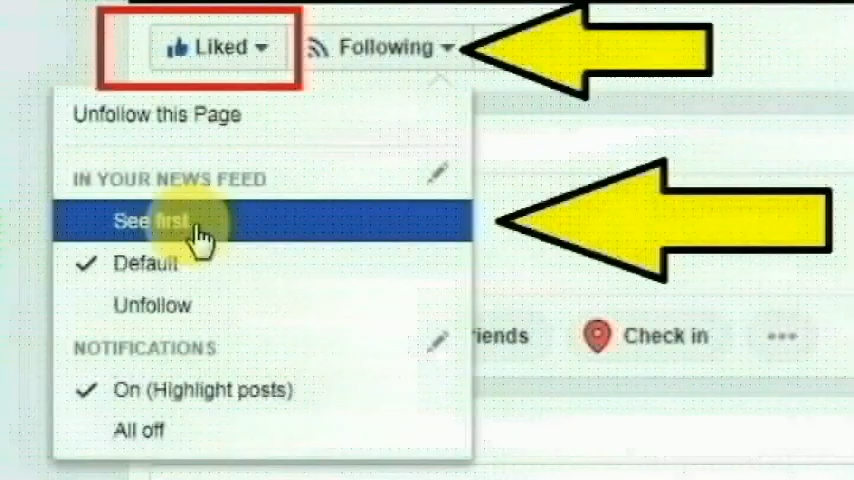 Liked Following
Unfollow this Page
IN YOUR NEWS FEED
See first
Default
Unfollow
riends Check in
NOTIFICATIONS
On (Highlight posts)
All off